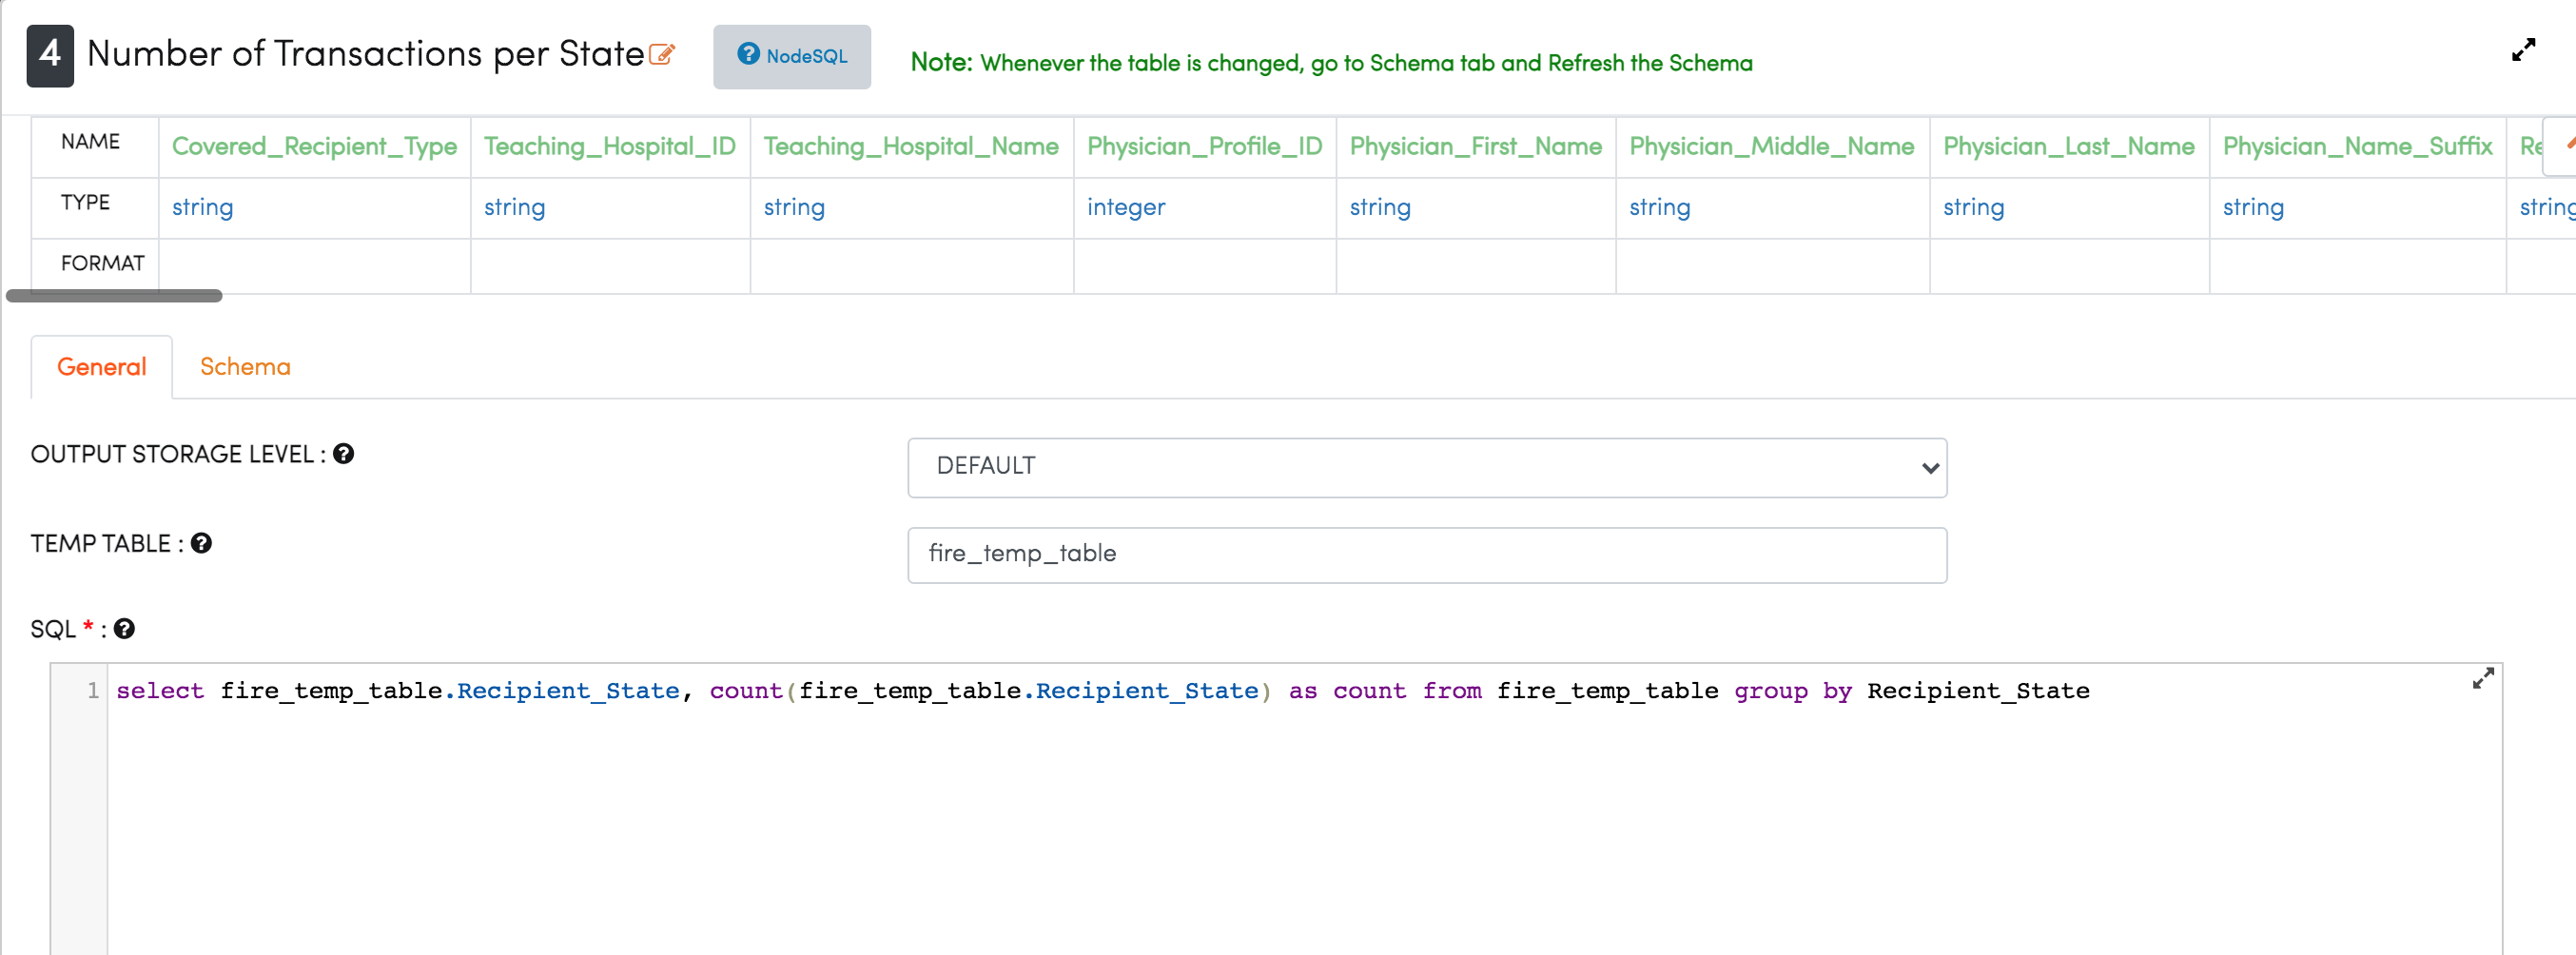 4 Number of Transactions per State NodeSQL Note: Whenever the table is changed, go to Schema tab and Refresh the Schema
NAME Covered_Recipient_Type Teaching_Hospital_ID Teaching_Hospital_Name Physician_Profile_ID Physician_First_Name Physician_Middle_Name Physician_Last_Name Physician_Name_Suffix Re
TYPE string string string integer string string string string string
FORMAT
General Schema
OUTPUT STORAGE LEVEL : DEFAULT
TEMP TABLE : fire_temp_table
SQL * :
1 select fire_temp_table.Recipient_State, count(fire_temp_table.Recipient_State) as count from fire_temp_table group by Recipient_State